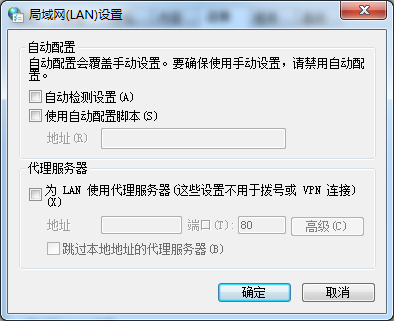 局域网(LAN)设置
自动配置
自动配置会覆盖手动设置。要确保使用手动设置，请禁用自动配
置。
自动检测设置(A)
使用自动配置脚本(S)
地址(R)
代理服务器
为 LAN 使用代理服务器(这些设置不用于拨号或 VPN 连接)
(X)
地址 端口(T): 80 高级(C)
跳过本地地址的代理服务器(B)
确定 取消